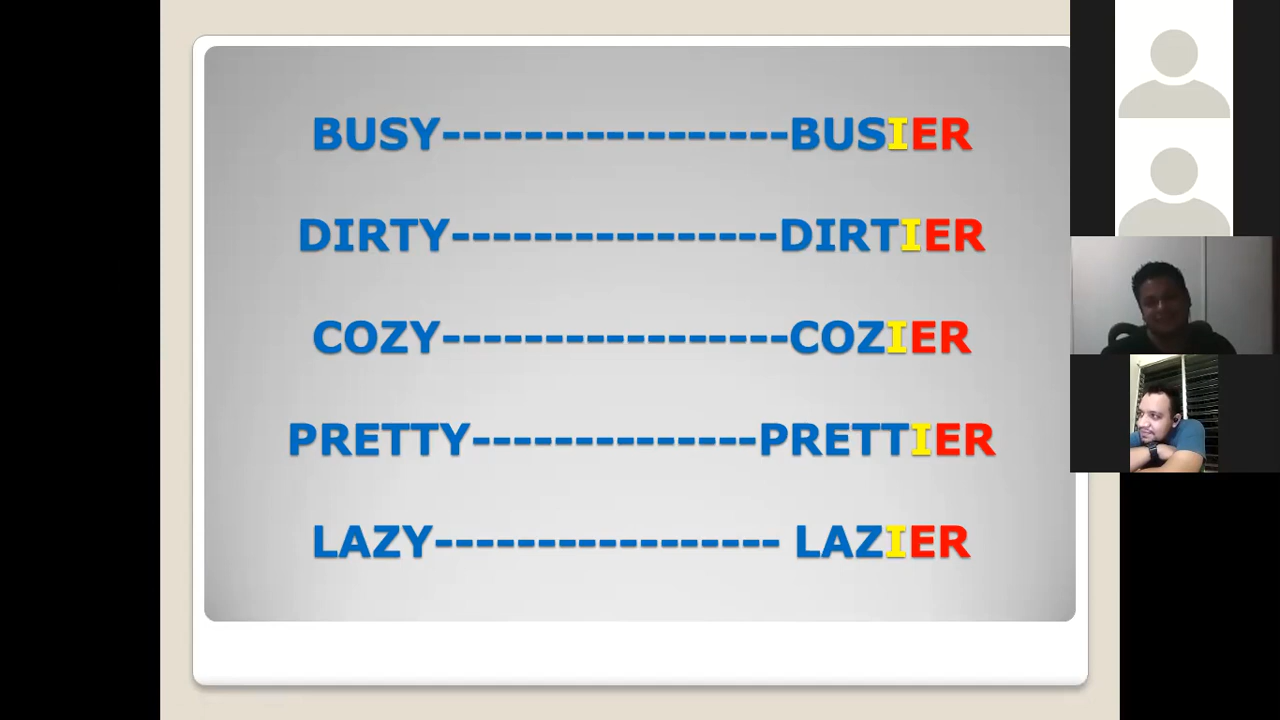 BUSY-----------------BUSIER
DIRTY----------------DIRTIER
COZY-----------------COZIER
PRETTY--------------PRETTIER
LAZY----------------- LAZIER